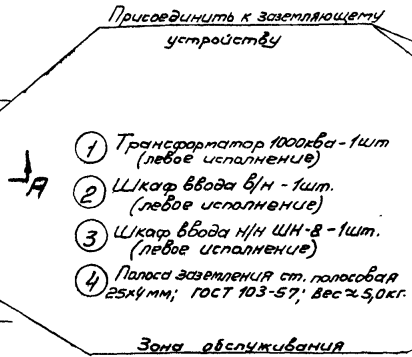 Присоединить к заземляющему
устройству
1 Трансформатор 1000ква-1шт
(левое исполнение)
А
2 Шкаф ввода в/н - 1шт.
(левое исполнение)
3 Шкаф ввода н/н ШН-8-1шт.
(левое исполнение)
4 Полоса заземления ст. полосовая
25х4мм; ГОСТ 103-57; Вес≈5,0кг.
Зона обслуживания